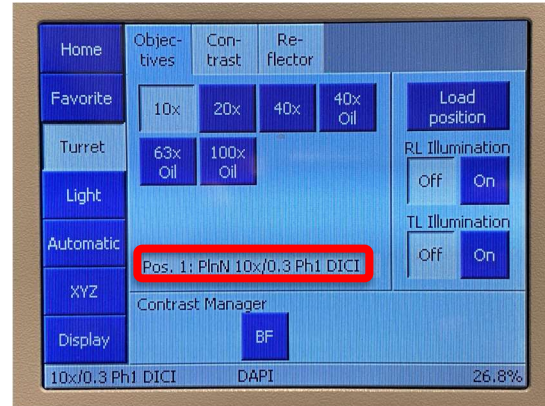 Home
Favorite
Turret
Light
Automatic
XYZ
Display
Objec-
tives
Con-
trast
Re-
flector
10x
20x
40x
40x
Oil
63x
Oil
100x
Oil
Pos. 1: PlnN 10x/0.3 Ph1 DICI
Load
position
RL Illumination
Off
On
TL Illumination
Off
On
Contrast Manager
BF
10x/0.3 Ph1 DICI
DAPI
26.8%